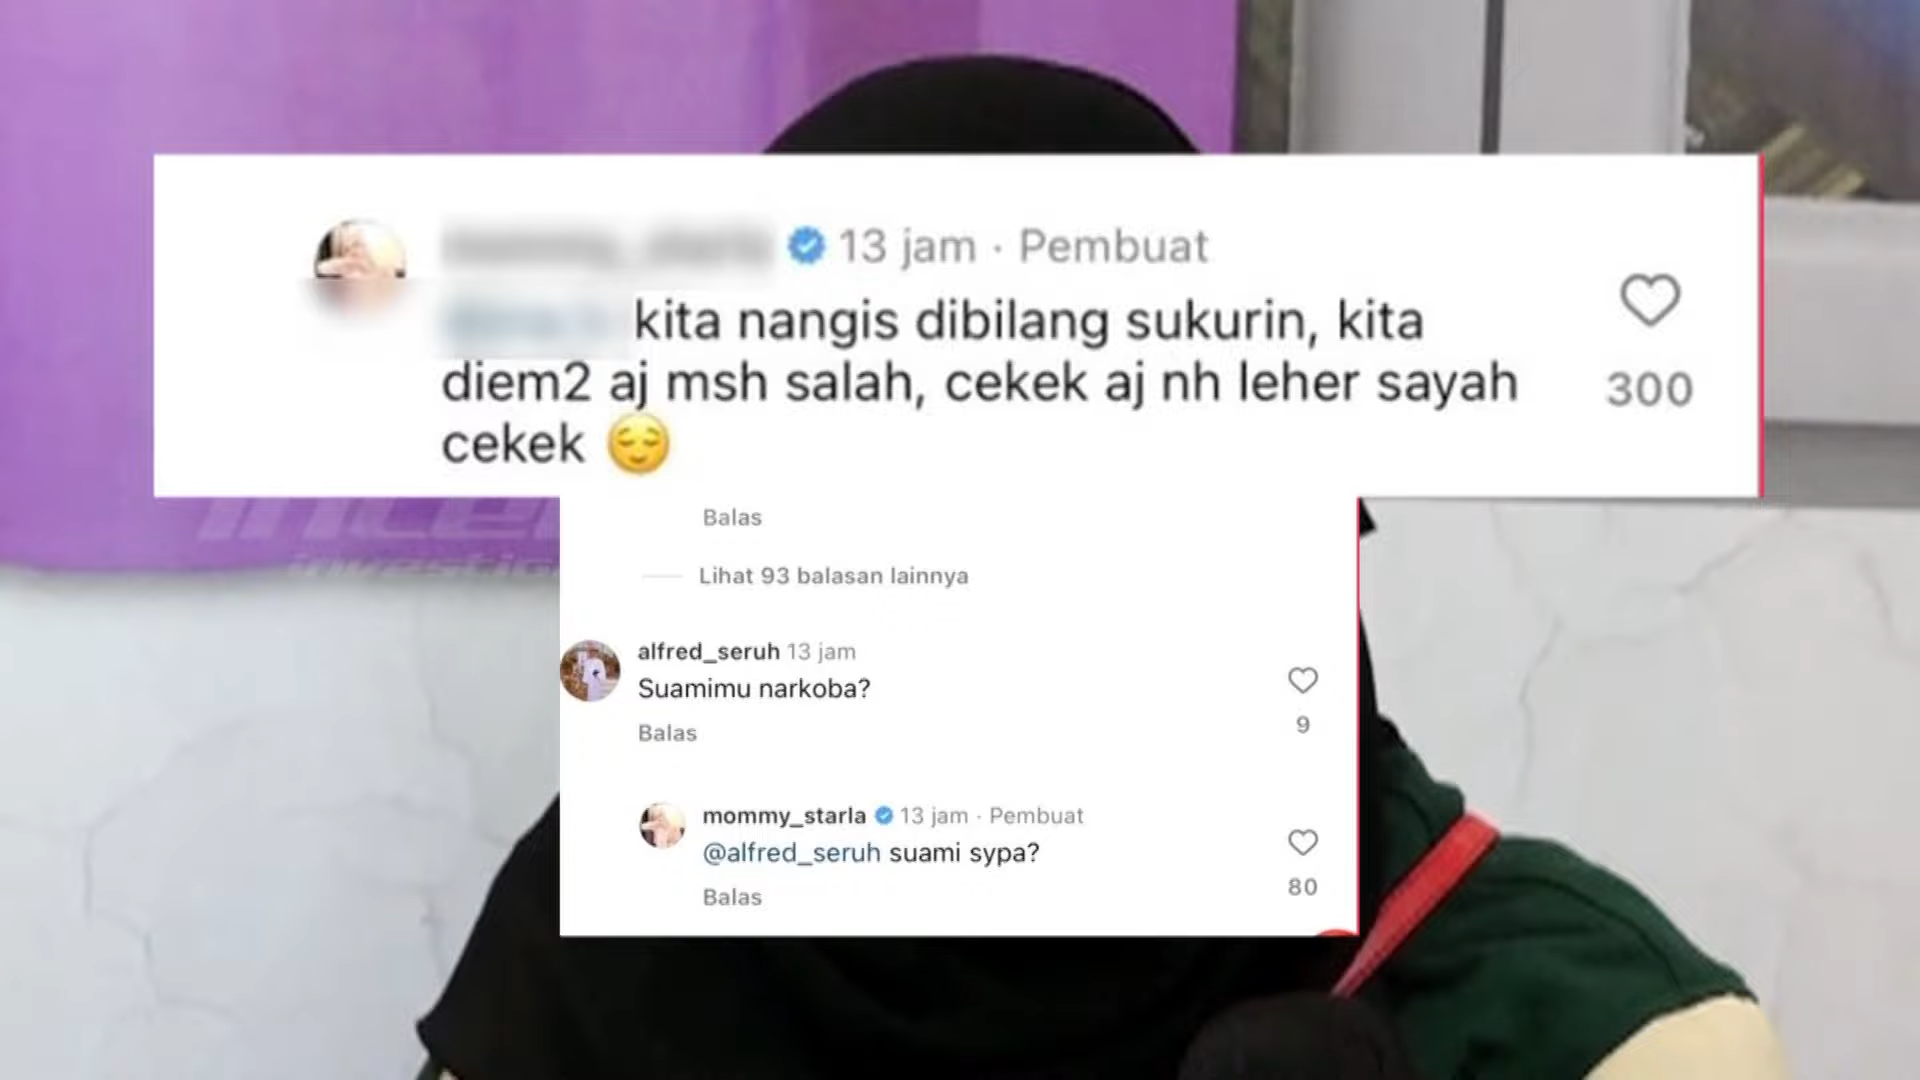 13 jam · Pembuat
kita nangis dibilang sukurin, kita
diem2 aj msh salah, cekek aj nh leher sayah
cekek 😌
300
Balas
Lihat 93 balasan lainnya
alfred_seruh 13 jam
Suamimu narkoba?
9
Balas
mommy_starla 13 jam · Pembuat
@alfred_seruh suami sypa?
80
Balas